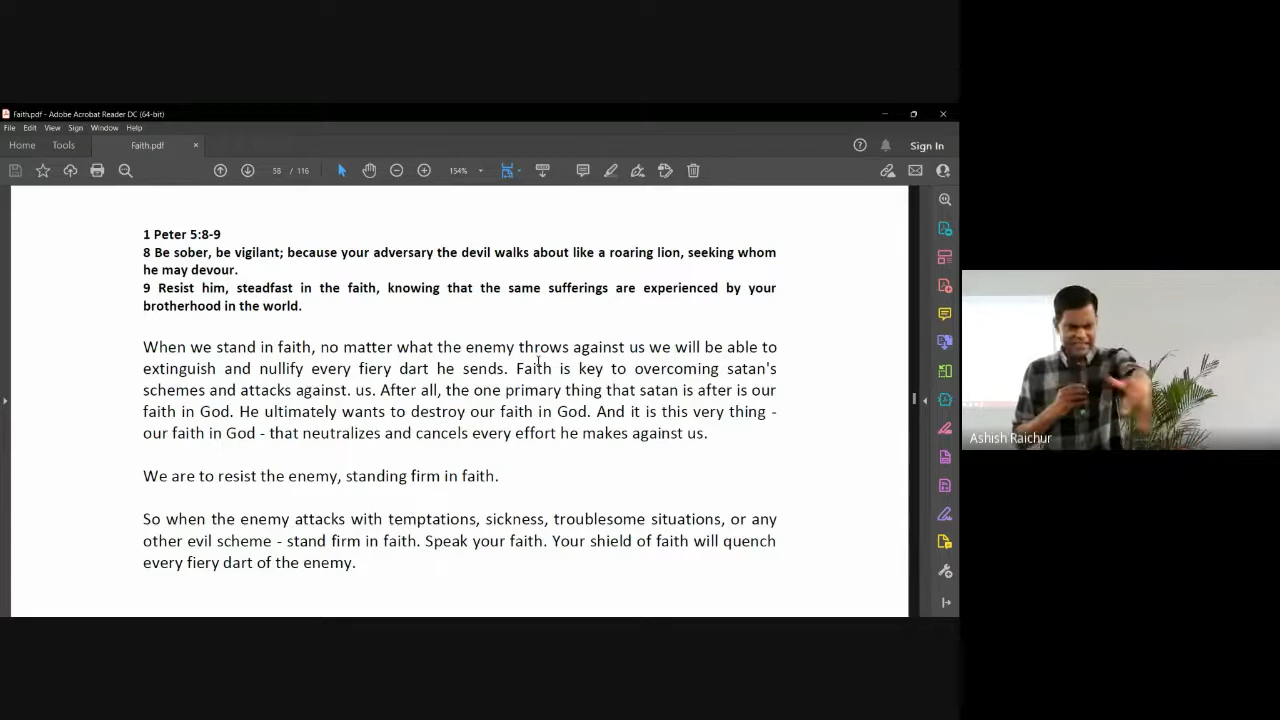 Faith.pdf - Adobe Acrobat Reader DC (64-bit)
File Edit View Sign Window Help
Home Tools Faith.pdf × Sign In
58 / 116 154%
1 Peter 5:8-9
8 Be sober, be vigilant; because your adversary the devil walks about like a roaring lion, seeking whom
he may devour.
9 Resist him, steadfast in the faith, knowing that the same sufferings are experienced by your
brotherhood in the world.
When we stand in faith, no matter what the enemy throws against us we will be able to
extinguish and nullify every fiery dart he sends. Faith is key to overcoming satan's
schemes and attacks against. us. After all, the one primary thing that satan is after is our
faith in God. He ultimately wants to destroy our faith in God. And it is this very thing -
our faith in God - that neutralizes and cancels every effort he makes against us.
We are to resist the enemy, standing firm in faith.
So when the enemy attacks with temptations, sickness, troublesome situations, or any
other evil scheme - stand firm in faith. Speak your faith. Your shield of faith will quench
every fiery dart of the enemy.
Ashish Raichur